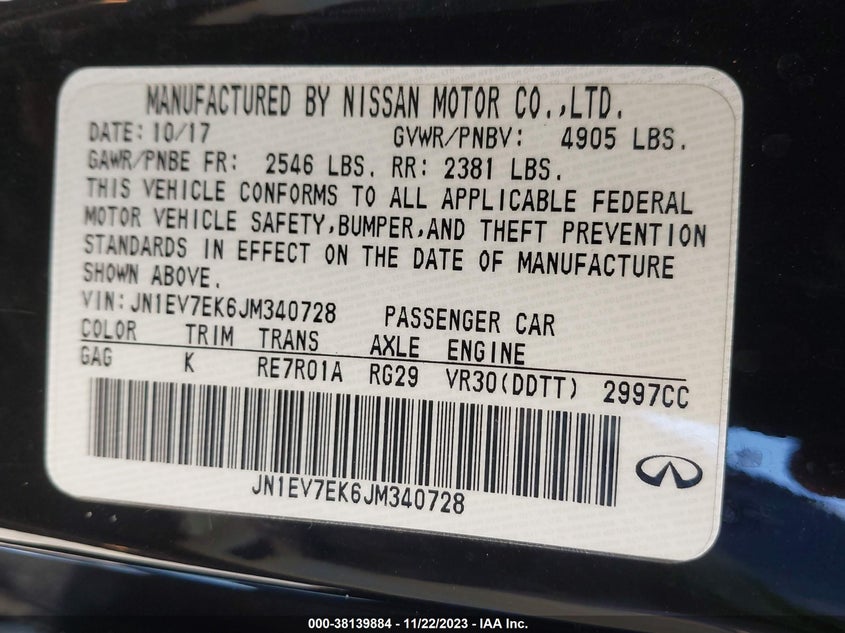 MANUFACTURED BY NISSAN MOTOR CO.,LTD.
DATE: 10/17 GVWR/PNBV: 4905 LBS.
GAWR/PNBE FR: 2546 LBS. RR: 2381 LBS.
THIS VEHICLE CONFORMS TO ALL APPLICABLE FEDERAL
MOTOR VEHICLE SAFETY,BUMPER,AND THEFT PREVENTION
STANDARDS IN EFFECT ON THE DATE OF MANUFACTURE
SHOWN ABOVE.
VIN:JN1EV7EK6JM340728 PASSENGER CAR
COLOR TRIM TRANS AXLE ENGINE
GAG K RE7R01A RG29 VR30(DDTT) 2997CC
JN1EV7EK6JM340728
000-38139884 — 11/22/2023 — IAA Inc.